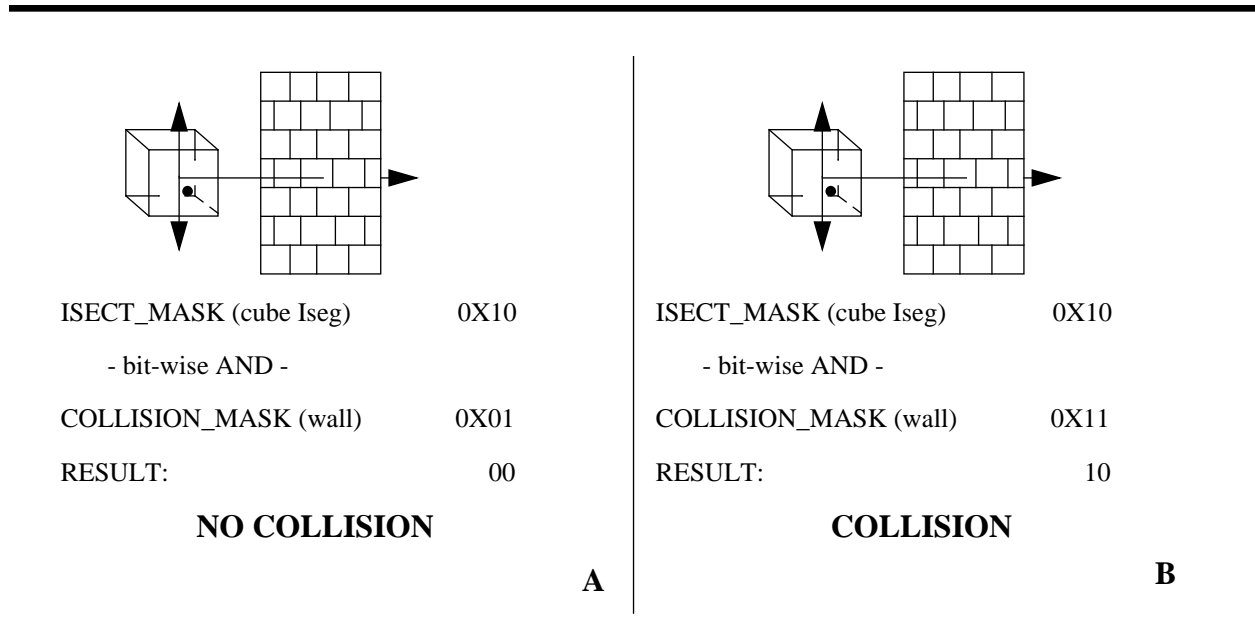 ISECT_MASK (cube Iseg) 0X10
- bit-wise AND -
COLLISION_MASK (wall) 0X01
RESULT: 00
NO COLLISION
A
ISECT_MASK (cube Iseg) 0X10
- bit-wise AND -
COLLISION_MASK (wall) 0X11
RESULT: 10
COLLISION
B